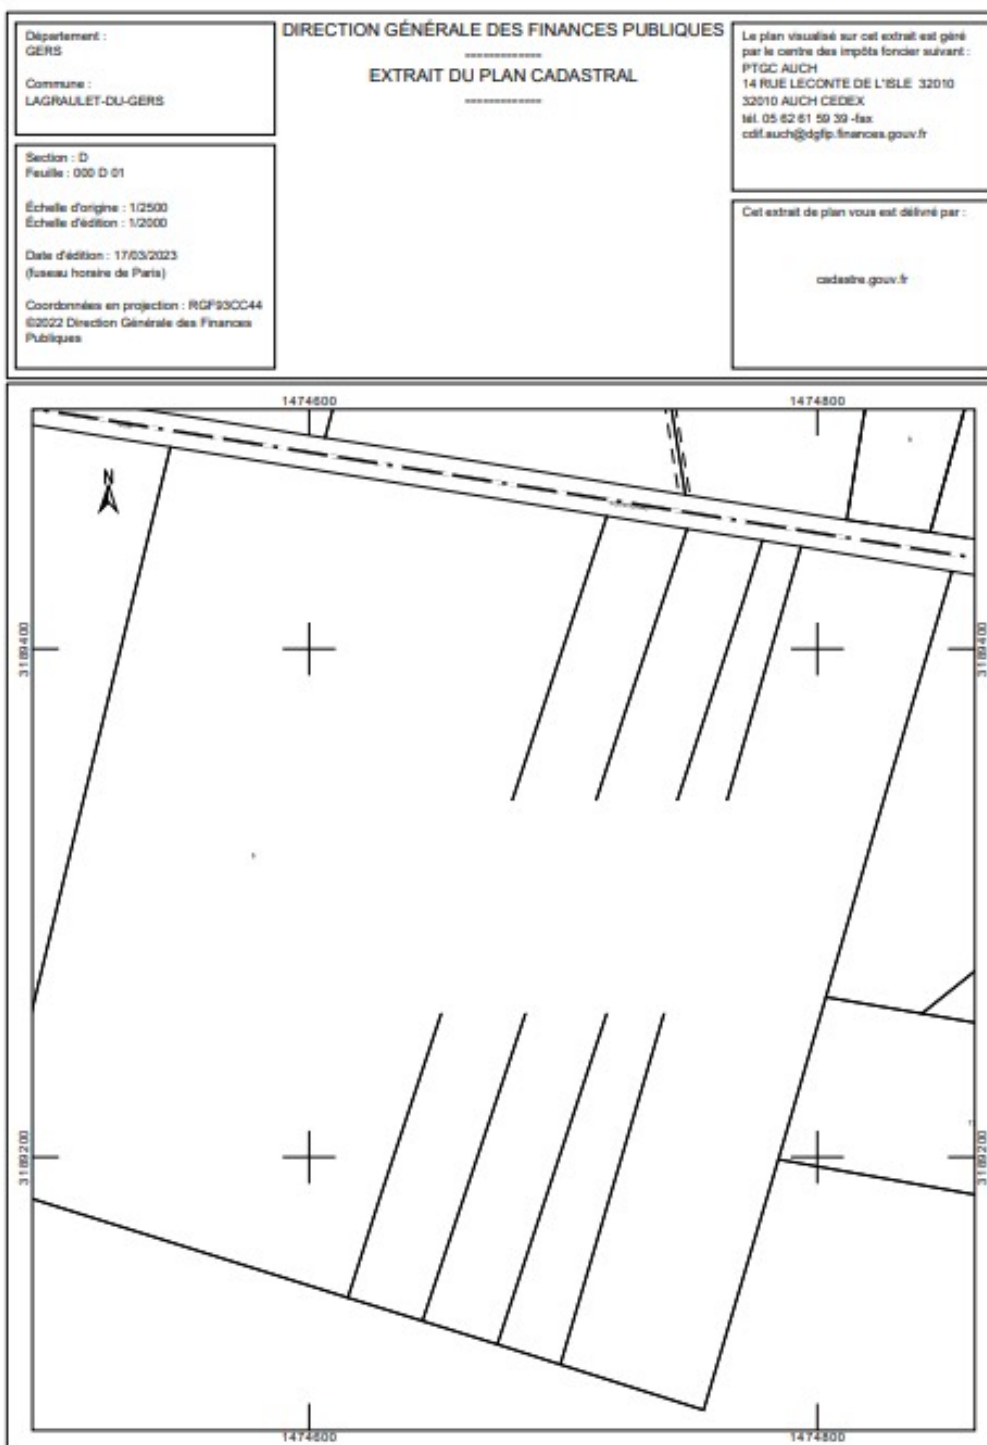 Département :
GERS
Commune :
LAGRAULET-DU-GERS
Section : D
Feuille : 000 D 01
Échelle d'origine : 1/2500
Échelle d'édition : 1/2000
Date d'édition : 17/03/2023
(fuseau horaire de Paris)
Coordonnées en projection : RGF93CC44
©2022 Direction Générale des Finances
Publiques
DIRECTION GÉNÉRALE DES FINANCES PUBLIQUES
-------------
EXTRAIT DU PLAN CADASTRAL
-------------
Le plan visualisé sur cet extrait est géré
par le centre des impôts foncier suivant :
PTGC AUCH
14 RUE LECONTE DE L'ISLE 32010
32010 AUCH CEDEX
tél. 05 62 61 59 39 -fax
cdif.auch@dgfip.finances.gouv.fr
Cet extrait de plan vous est délivré par :
cadastre.gouv.fr
1474600
1474800
N
3189400
3189400
3189200
3189200
1474600
1474800